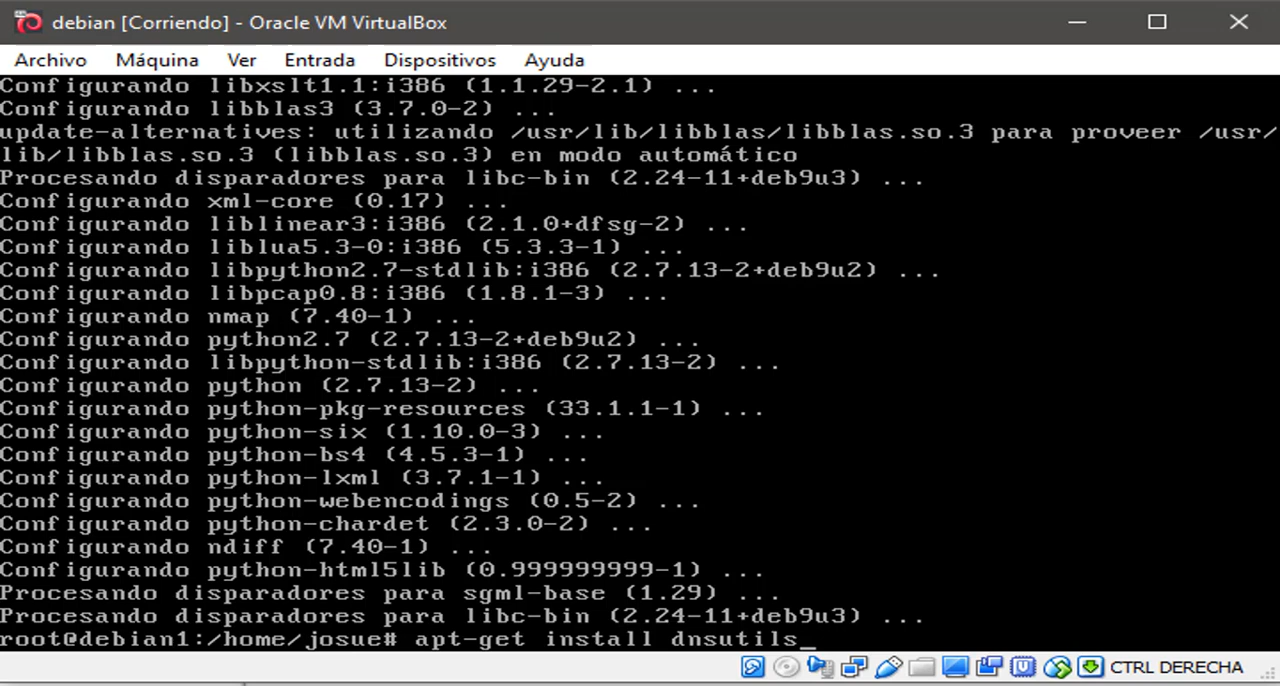 debian [Corriendo] - Oracle VM VirtualBox
Archivo Máquina Ver Entrada Dispositivos Ayuda
Configurando libxslt1.1:i386 (1.1.29-2.1) ...
Configurando libblas3 (3.7.0-2) ...
update-alternatives: utilizando /usr/lib/libblas/libblas.so.3 para proveer /usr/
lib/libblas.so.3 (libblas.so.3) en modo automático
Procesando disparadores para libc-bin (2.24-11+deb9u3) ...
Configurando xml-core (0.17) ...
Configurando liblinear3:i386 (2.1.0+dfsg-2) ...
Configurando liblua5.3-0:i386 (5.3.3-1) ...
Configurando libpython2.7-stdlib:i386 (2.7.13-2+deb9u2) ...
Configurando libpcap0.8:i386 (1.8.1-3) ...
Configurando nmap (7.40-1) ...
Configurando python2.7 (2.7.13-2+deb9u2) ...
Configurando libpython-stdlib:i386 (2.7.13-2) ...
Configurando python (2.7.13-2) ...
Configurando python-pkg-resources (33.1.1-1) ...
Configurando python-six (1.10.0-3) ...
Configurando python-bs4 (4.5.3-1) ...
Configurando python-lxml (3.7.1-1) ...
Configurando python-webencodings (0.5-2) ...
Configurando python-chardet (2.3.0-2) ...
Configurando ndiff (7.40-1) ...
Configurando python-html5lib (0.999999999-1) ...
Procesando disparadores para sgml-base (1.29) ...
Procesando disparadores para libc-bin (2.24-11+deb9u3) ...
root@debian1:/home/josue# apt-get install dnsutils_
CTRL DERECHA